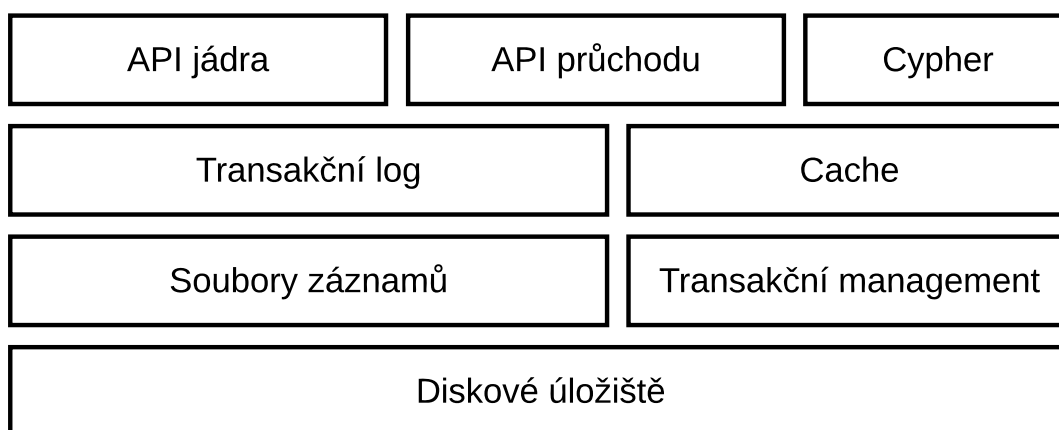 API jádra
API průchodu
Cypher
Transakční log
Cache
Soubory záznamů
Transakční management
Diskové úložiště